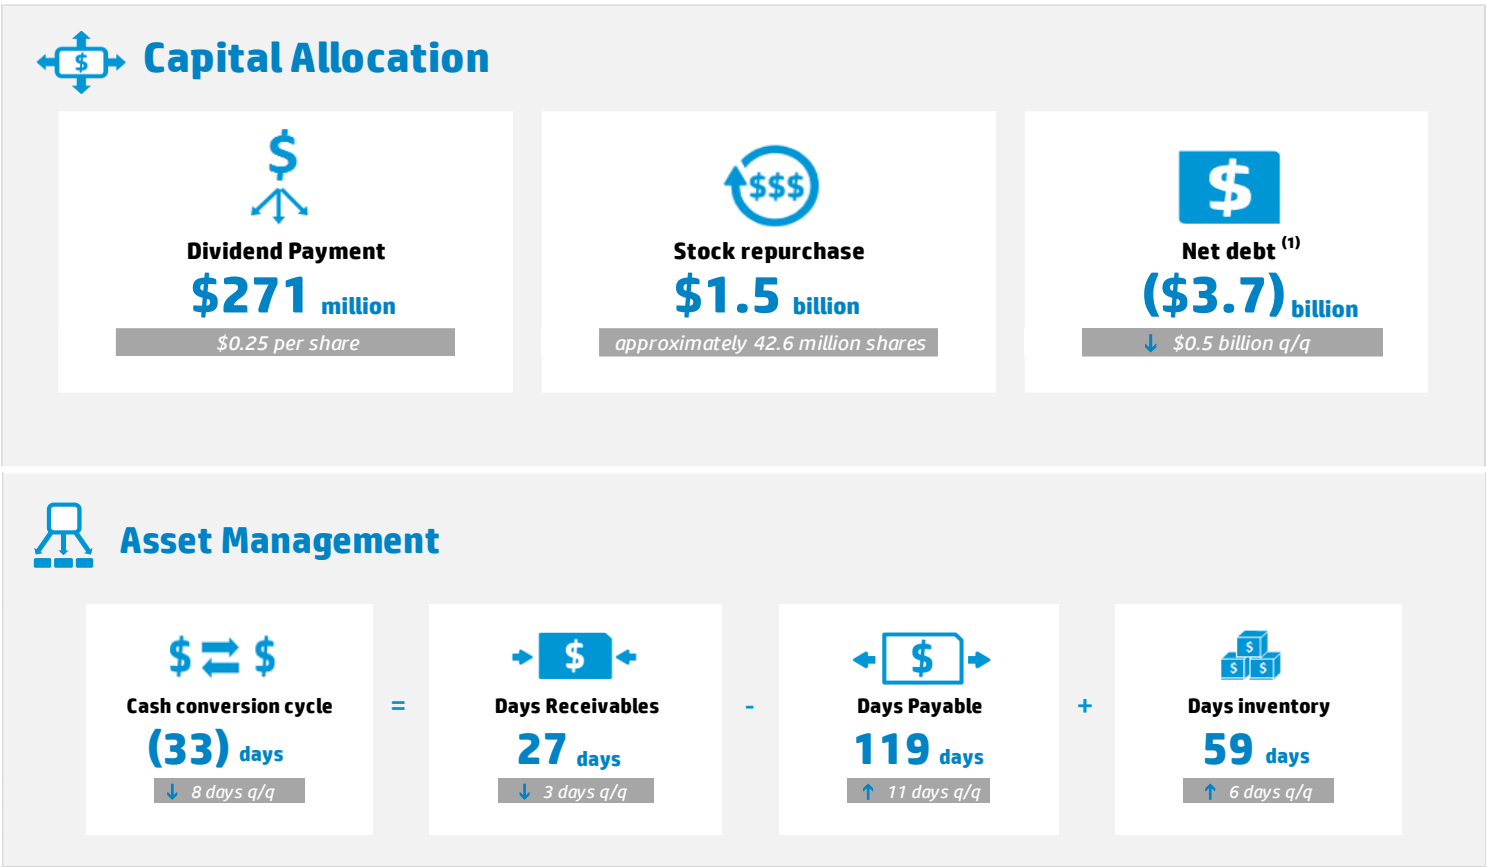 Capital Allocation
Dividend Payment
$271 million
$0.25 per share
Stock repurchase
$1.5 billion
approximately 42.6 million shares
Net debt (1)
($3.7) billion
↓ $0.5 billion q/q
Asset Management
Cash conversion cycle
(33) days
↓ 8 days q/q
=
Days Receivables
27 days
↓ 3 days q/q
-
Days Payable
119 days
↑ 11 days q/q
+
Days inventory
59 days
↑ 6 days q/q